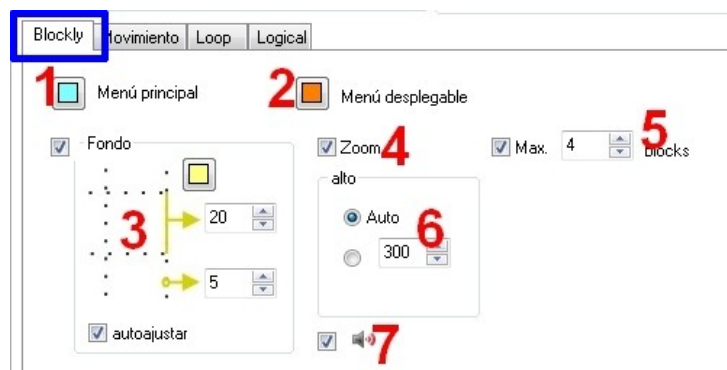 Blockly Movimiento Loop Logical
1 Menú principal 2 Menú desplegable
Fondo Zoom 4 Max. 4 5 blocks
alto
3 20 Auto 6
300
5
autoajustar 7